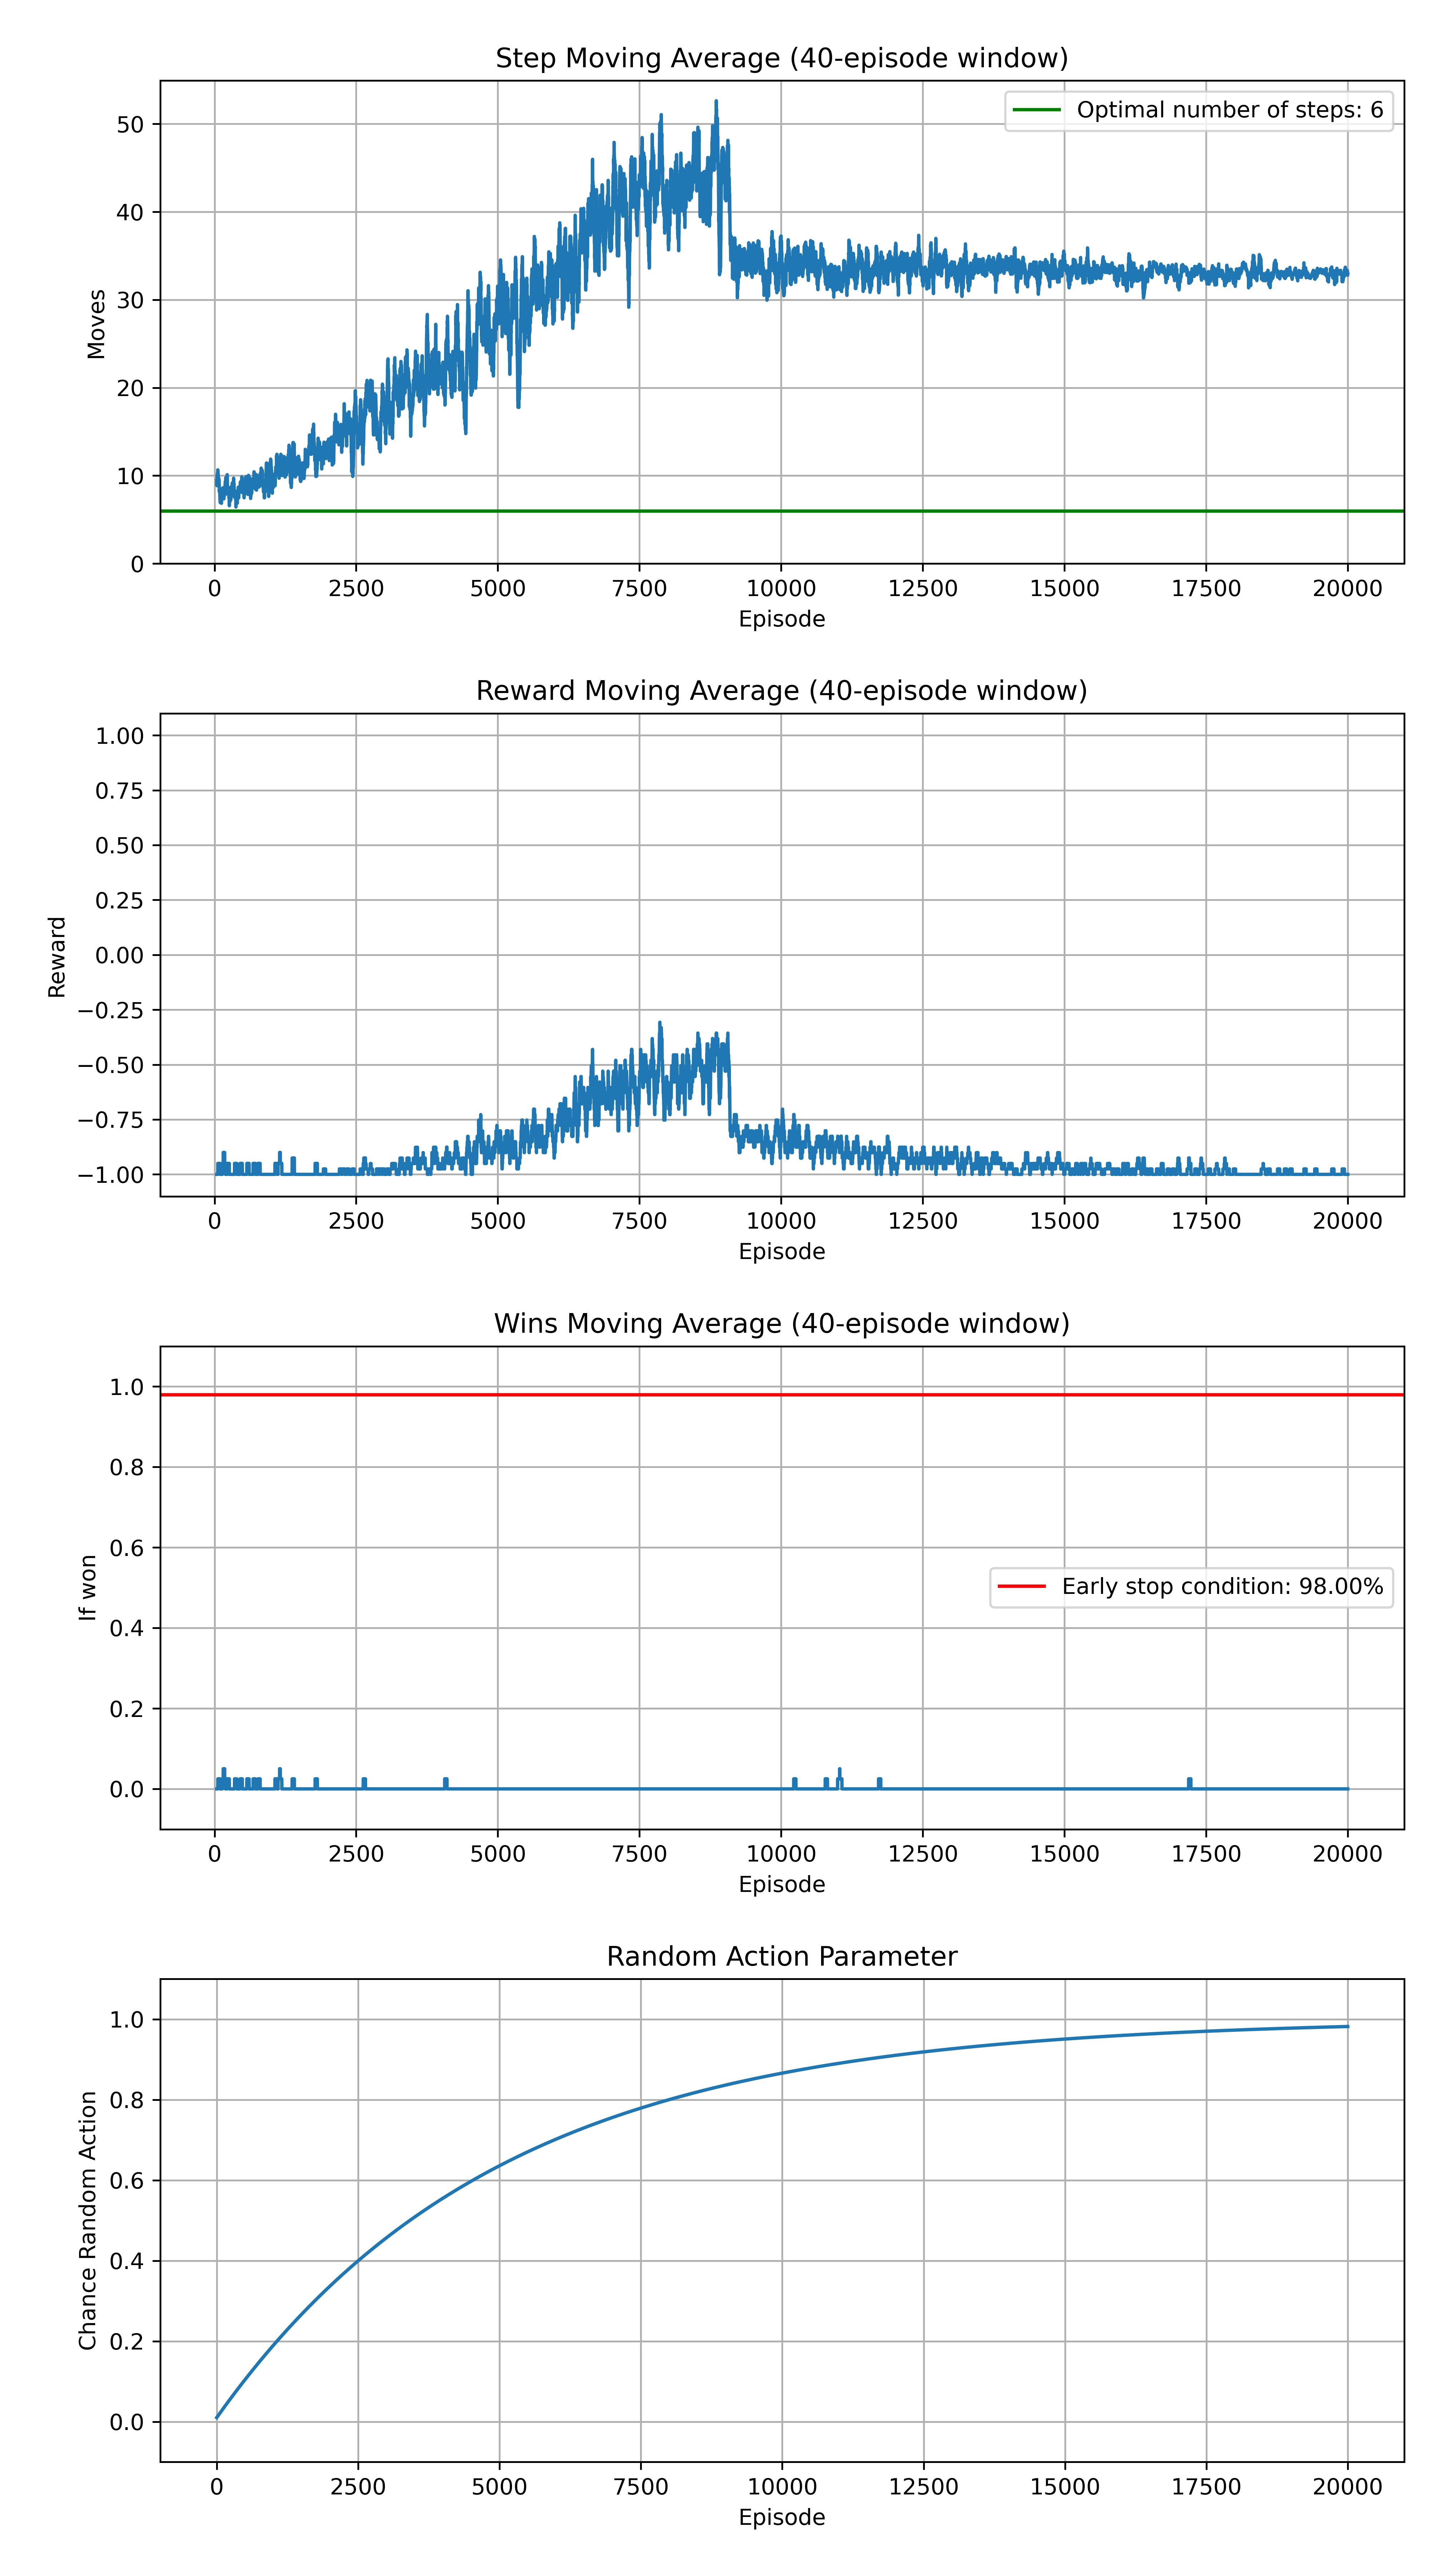 Step Moving Average (40-episode window)
Optimal number of steps: 6
50
40
30
20
10
0
Moves
0 2500 5000 7500 10000 12500 15000 17500 20000
Episode
Reward Moving Average (40-episode window)
1.00
0.75
0.50
0.25
0.00
−0.25
−0.50
−0.75
−1.00
Reward
0 2500 5000 7500 10000 12500 15000 17500 20000
Episode
Wins Moving Average (40-episode window)
1.0
0.8
0.6
0.4
0.2
0.0
If won
Early stop condition: 98.00%
0 2500 5000 7500 10000 12500 15000 17500 20000
Episode
Random Action Parameter
1.0
0.8
0.6
0.4
0.2
0.0
Chance Random Action
0 2500 5000 7500 10000 12500 15000 17500 20000
Episode